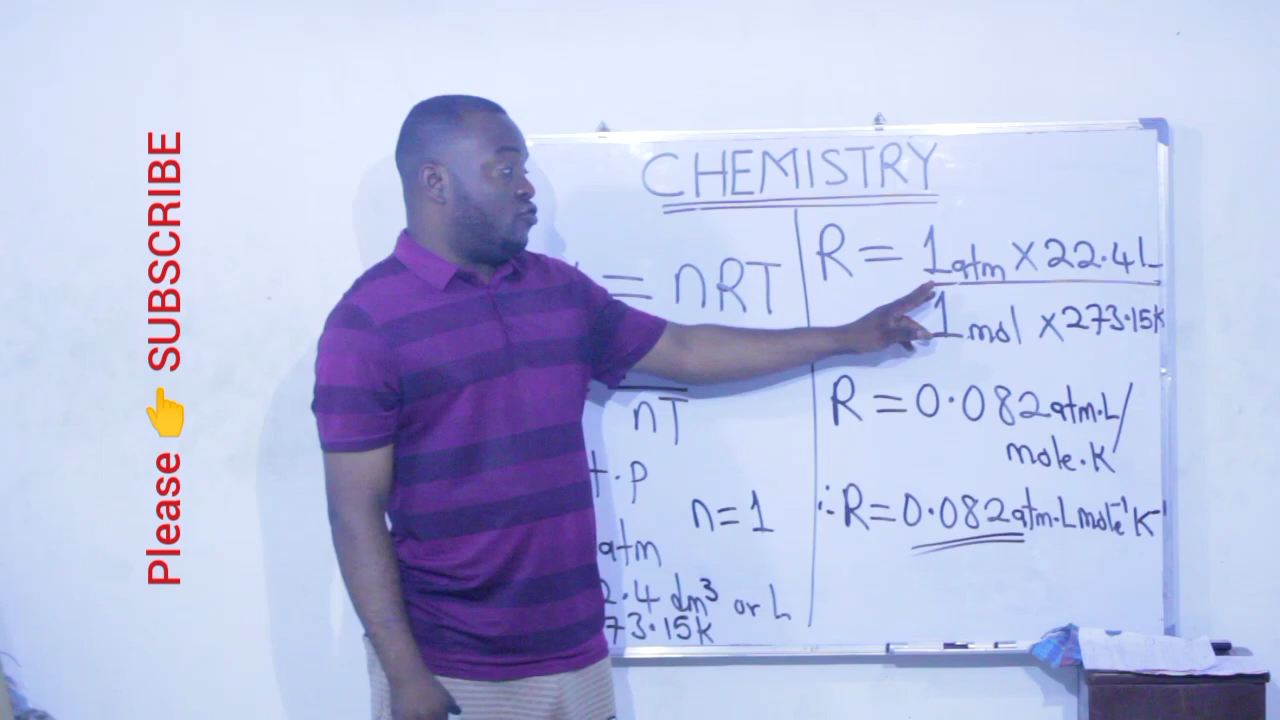 Please 👉 SUBSCRIBE
CHEMISTRY
= nRT
nT
t.p
n=1
atm
2.4 dm³ or L
73.15K
R = 1atm X 22.4L
1mol X 273.15K
R = 0.082atm.L/
mole.K
∴ R = 0.082atm.Lmole⁻¹K⁻¹